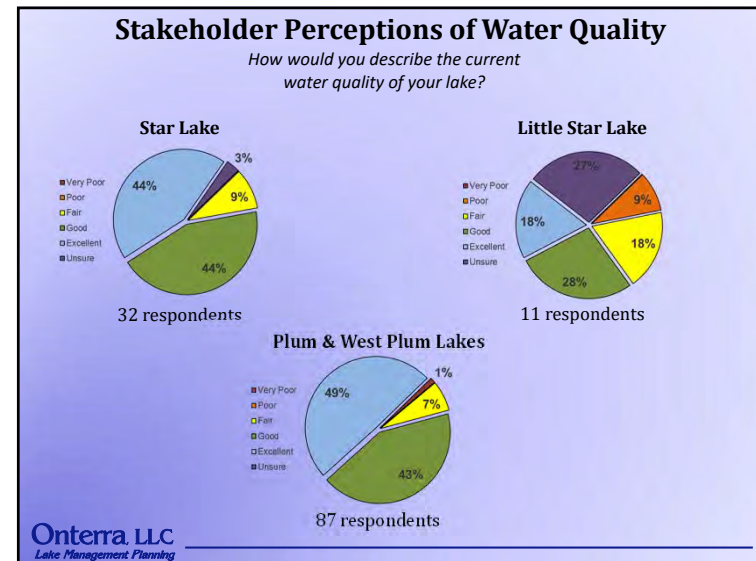 Stakeholder Perceptions of Water Quality
How would you describe the current
water quality of your lake?
Star Lake
Very Poor
Poor
Fair
Good
Excellent
Unsure
44%
3%
9%
44%
32 respondents
Little Star Lake
Very Poor
Poor
Fair
Good
Excellent
Unsure
27%
9%
18%
18%
28%
11 respondents
Plum & West Plum Lakes
Very Poor
Poor
Fair
Good
Excellent
Unsure
49%
1%
7%
43%
87 respondents
Onterra, LLC
Lake Management Planning